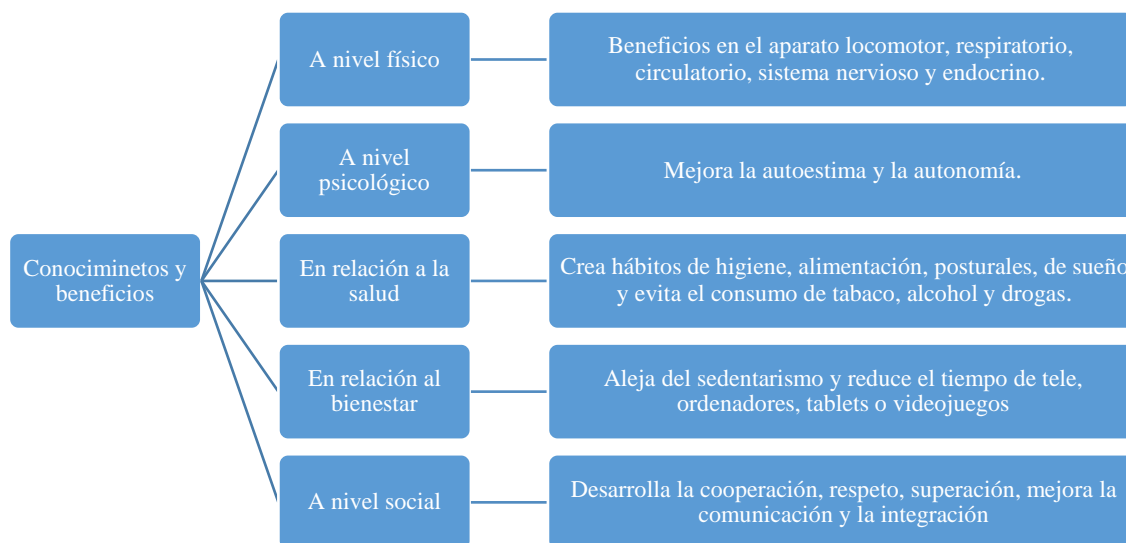 Conociminetos y
beneficios
A nivel físico
Beneficios en el aparato locomotor, respiratorio,
circulatorio, sistema nervioso y endocrino.
A nivel
psicológico
Mejora la autoestima y la autonomía.
En relación a la
salud
Crea hábitos de higiene, alimentación, posturales, de sueño
y evita el consumo de tabaco, alcohol y drogas.
En relación al
bienestar
Aleja del sedentarismo y reduce el tiempo de tele,
ordenadores, tablets o videojuegos
A nivel social
Desarrolla la cooperación, respeto, superación, mejora la
comunicación y la integración